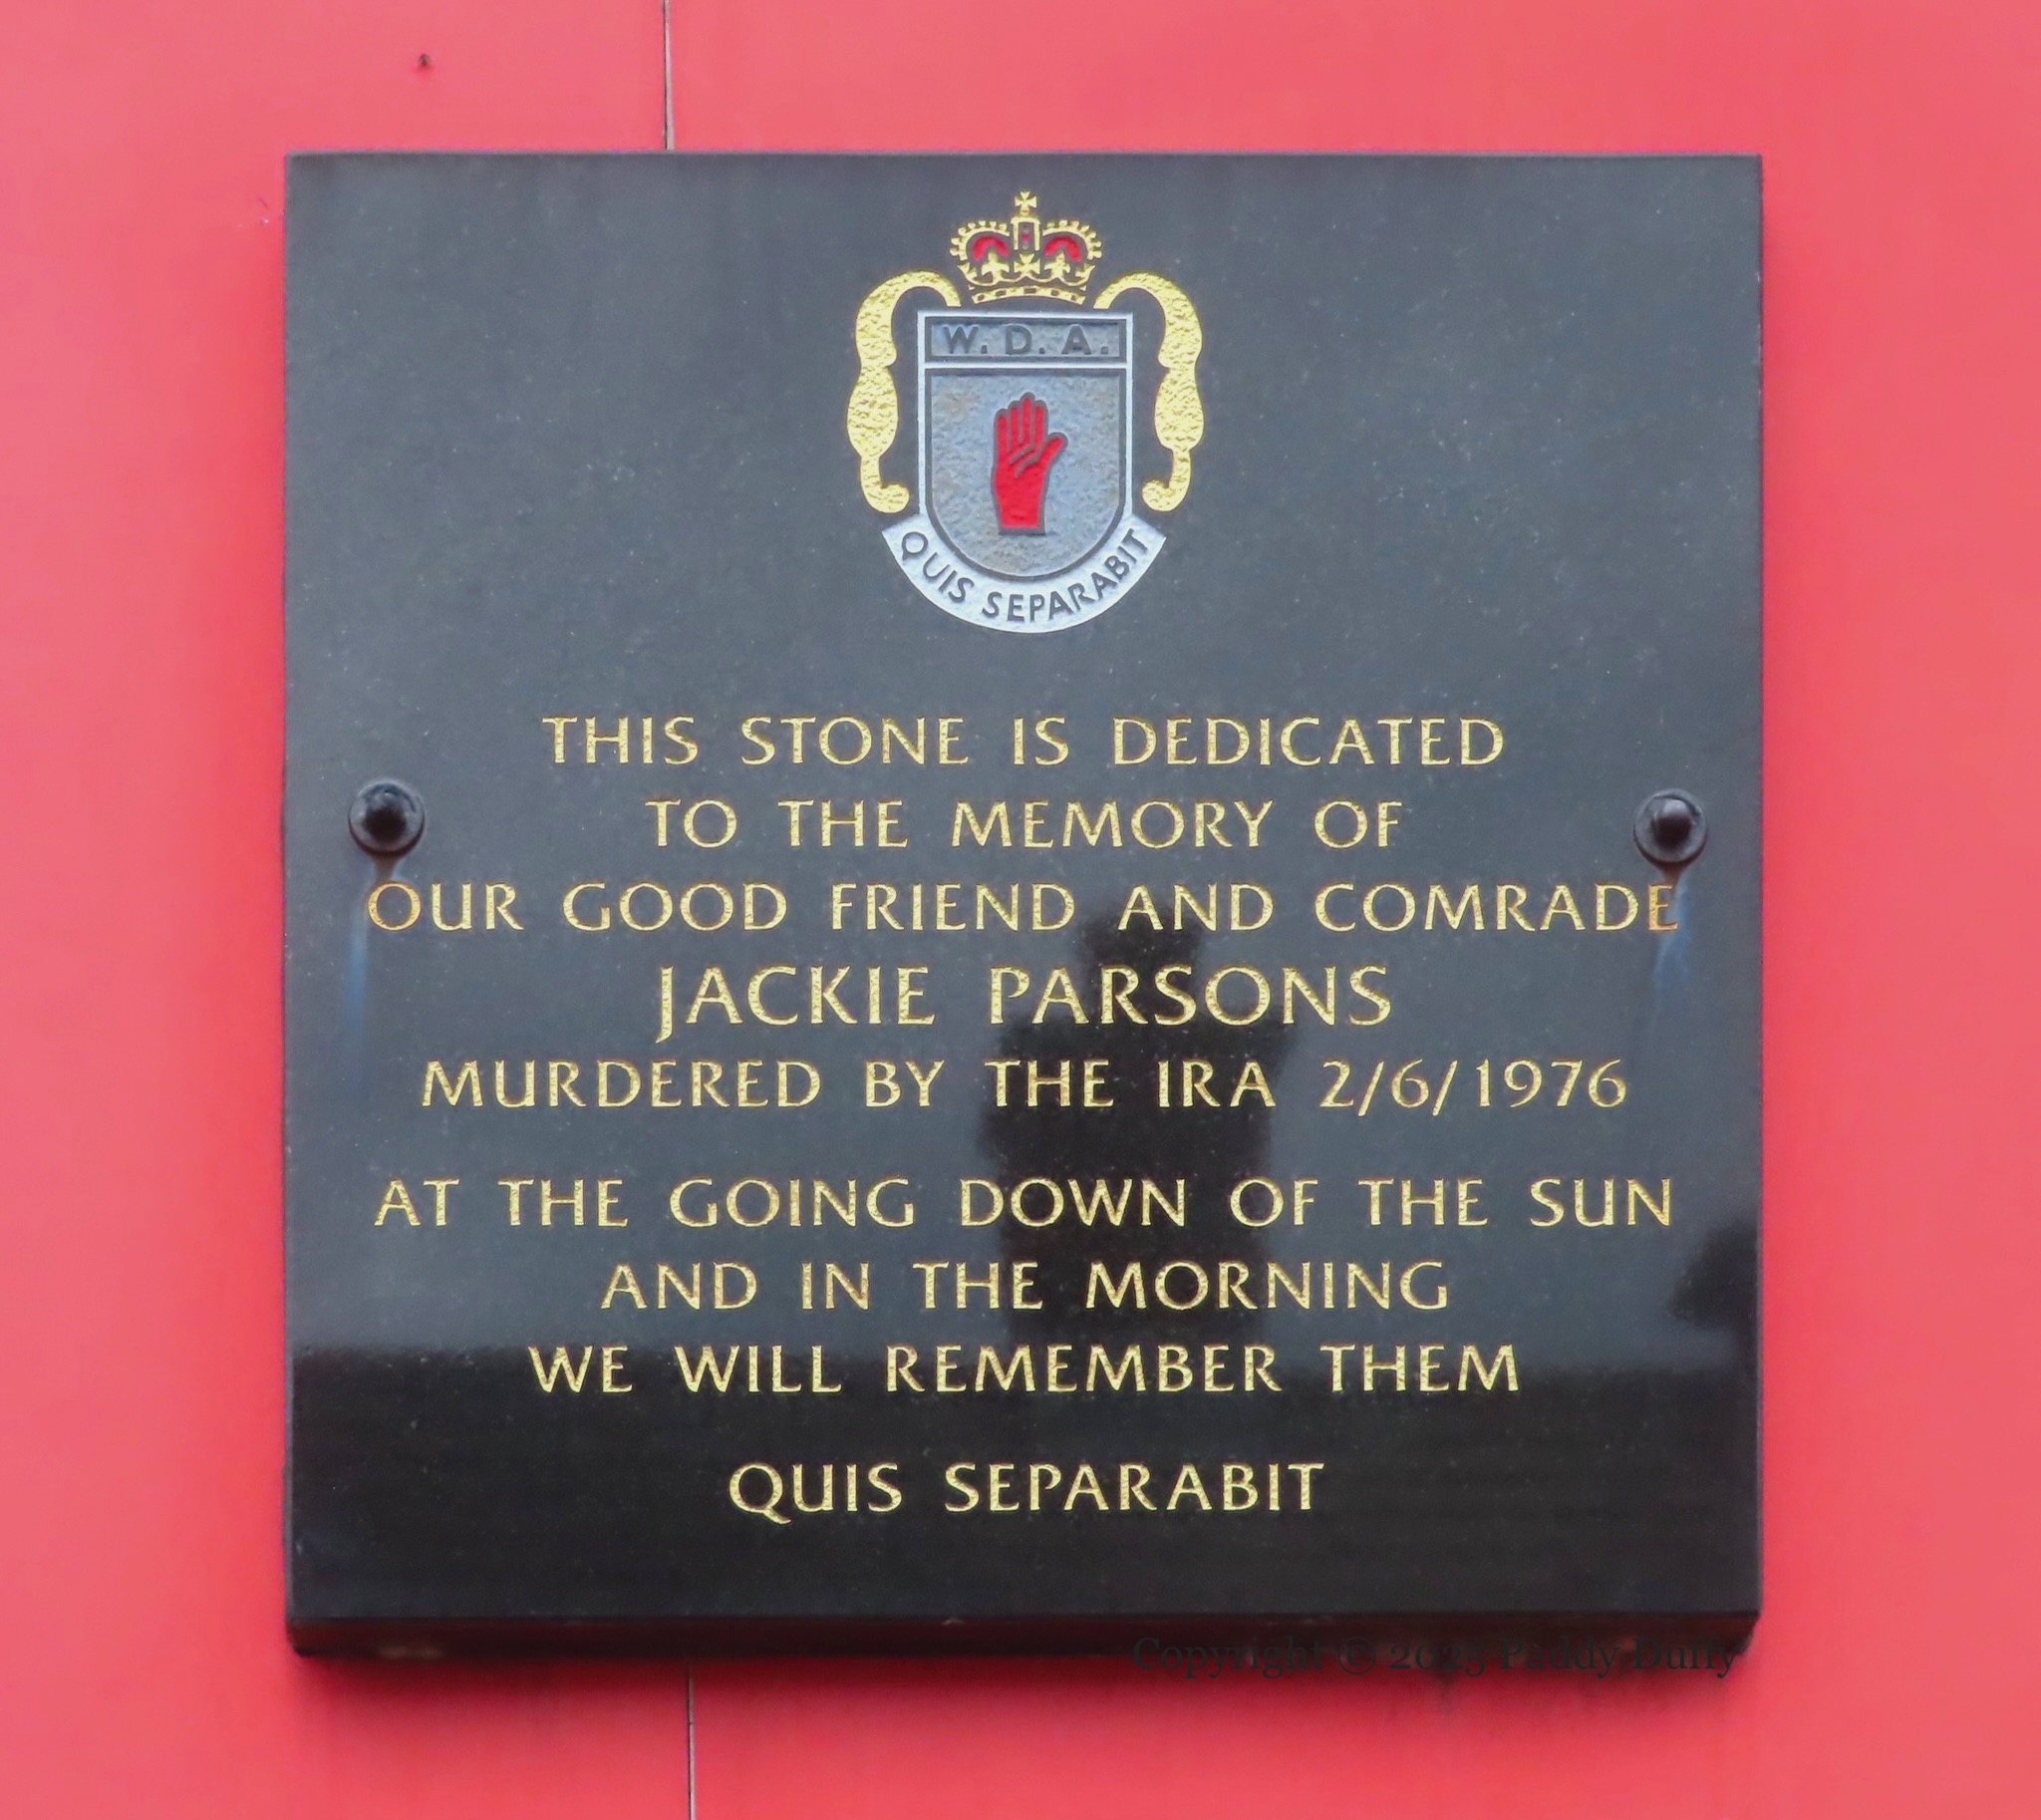 W. D. A.
QUIS SEPARABIT
THIS STONE IS DEDICATED
TO THE MEMORY OF
OUR GOOD FRIEND AND COMRADE
JACKIE PARSONS
MURDERED BY THE IRA 2/6/1976
AT THE GOING DOWN OF THE SUN
AND IN THE MORNING
WE WILL REMEMBER THEM
QUIS SEPARABIT
Copyright © 2025 Paddy Duffy